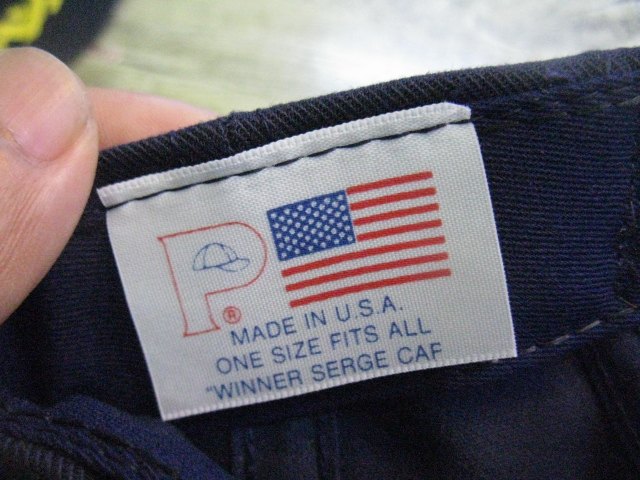 P®
MADE IN U.S.A.
ONE SIZE FITS ALL
"WINNER SERGE CAP